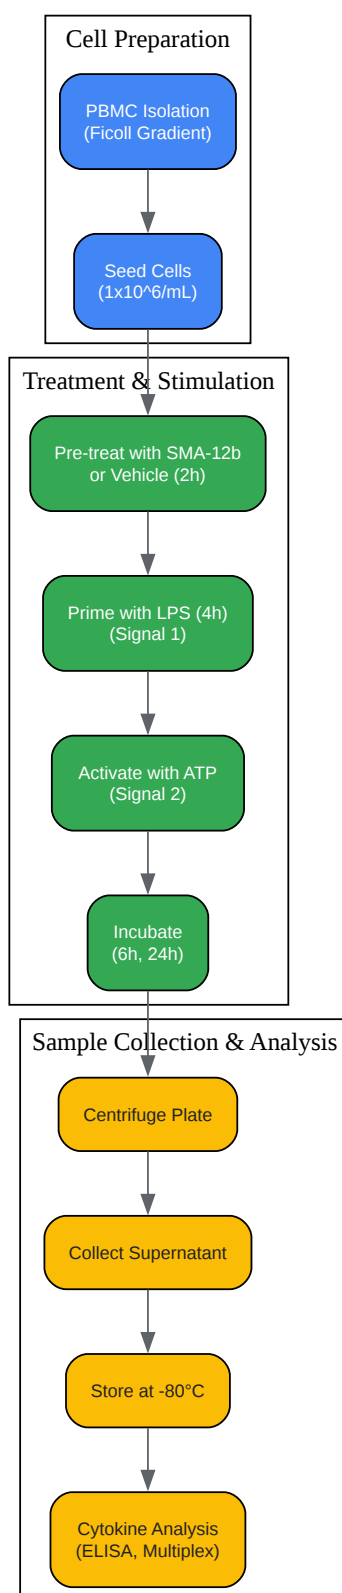 Cell Preparation
PBMC Isolation
(Ficoll Gradient)
Seed Cells
(1x10^6/mL)
Treatment & Stimulation
Pre-treat with SMA-12b
or Vehicle (2h)
Prime with LPS (4h)
(Signal 1)
Activate with ATP
(Signal 2)
Incubate
(6h, 24h)
Sample Collection & Analysis
Centrifuge Plate
Collect Supernatant
Store at -80°C
Cytokine Analysis
(ELISA, Multiplex)